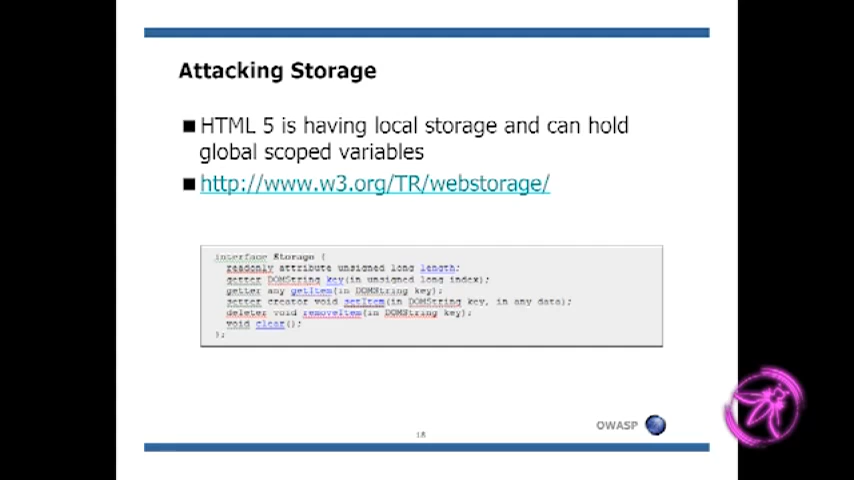 Attacking Storage
■ HTML 5 is having local storage and can hold
global scoped variables
■ http://www.w3.org/TR/webstorage/
interface Storage {
readonly attribute unsigned long length;
getter DOMString key(in unsigned long index);
getter any getItem(in DOMString key);
setter creator void setItem(in DOMString key, in any data);
deleter void removeItem(in DOMString key);
void clear();
};
OWASP
18